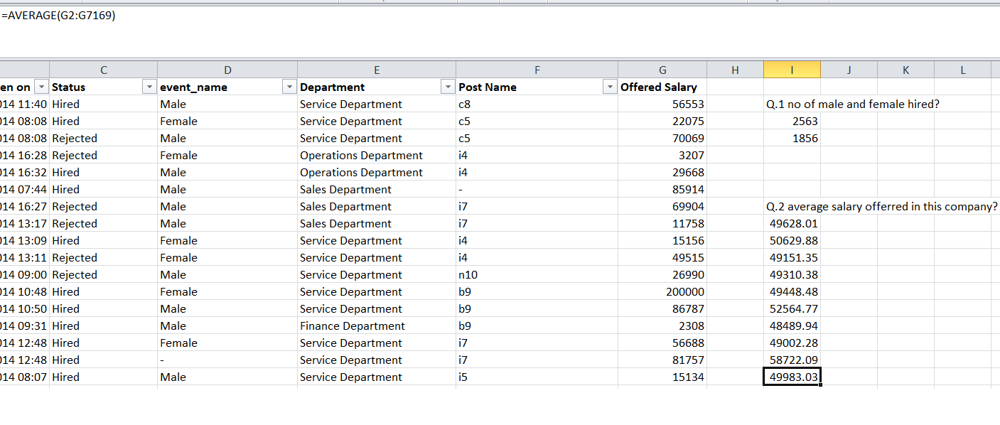 =AVERAGE(G2:G7169)
C D E F G H I J K L
en on Status event_name Department Post Name Offered Salary
014 11:40 Hired Male Service Department c8 56553 Q.1 no of male and female hired?
014 08:08 Hired Female Service Department c5 22075 2563
014 08:08 Rejected Male Service Department c5 70069 1856
014 16:28 Rejected Female Operations Department i4 3207
014 16:32 Hired Male Operations Department i4 29668
014 07:44 Hired Male Sales Department - 85914
014 16:27 Rejected Male Sales Department i7 69904 Q.2 average salary offerred in this company?
014 13:17 Rejected Male Sales Department i7 11758 49628.01
014 13:09 Hired Female Service Department i4 15156 50629.88
014 13:11 Rejected Female Service Department i4 49515 49151.35
014 09:00 Rejected Male Service Department n10 26990 49310.38
014 10:48 Hired Female Service Department b9 200000 49448.48
014 10:50 Hired Male Service Department b9 86787 52564.77
014 09:31 Hired Male Finance Department b9 2308 48489.94
014 12:48 Hired Female Service Department i7 56688 49002.28
014 12:48 Hired - Service Department i7 81757 58722.09
014 08:07 Hired Male Service Department i5 15134 49983.03